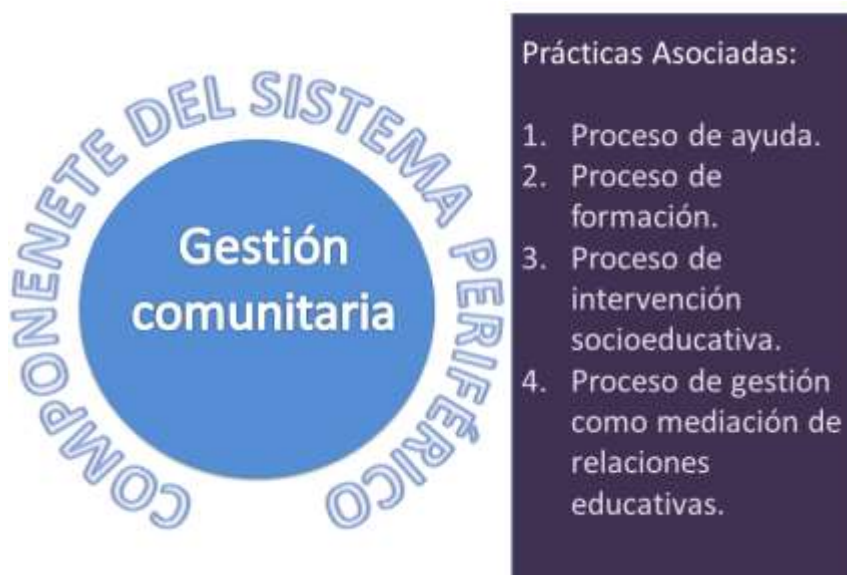 COMPONENETE DEL SISTEMA PERIFÉRICO
Gestión
comunitaria
Prácticas Asociadas:
1. Proceso de ayuda.
2. Proceso de
formación.
3. Proceso de
intervención
socioeducativa.
4. Proceso de gestión
como mediación de
relaciones
educativas.